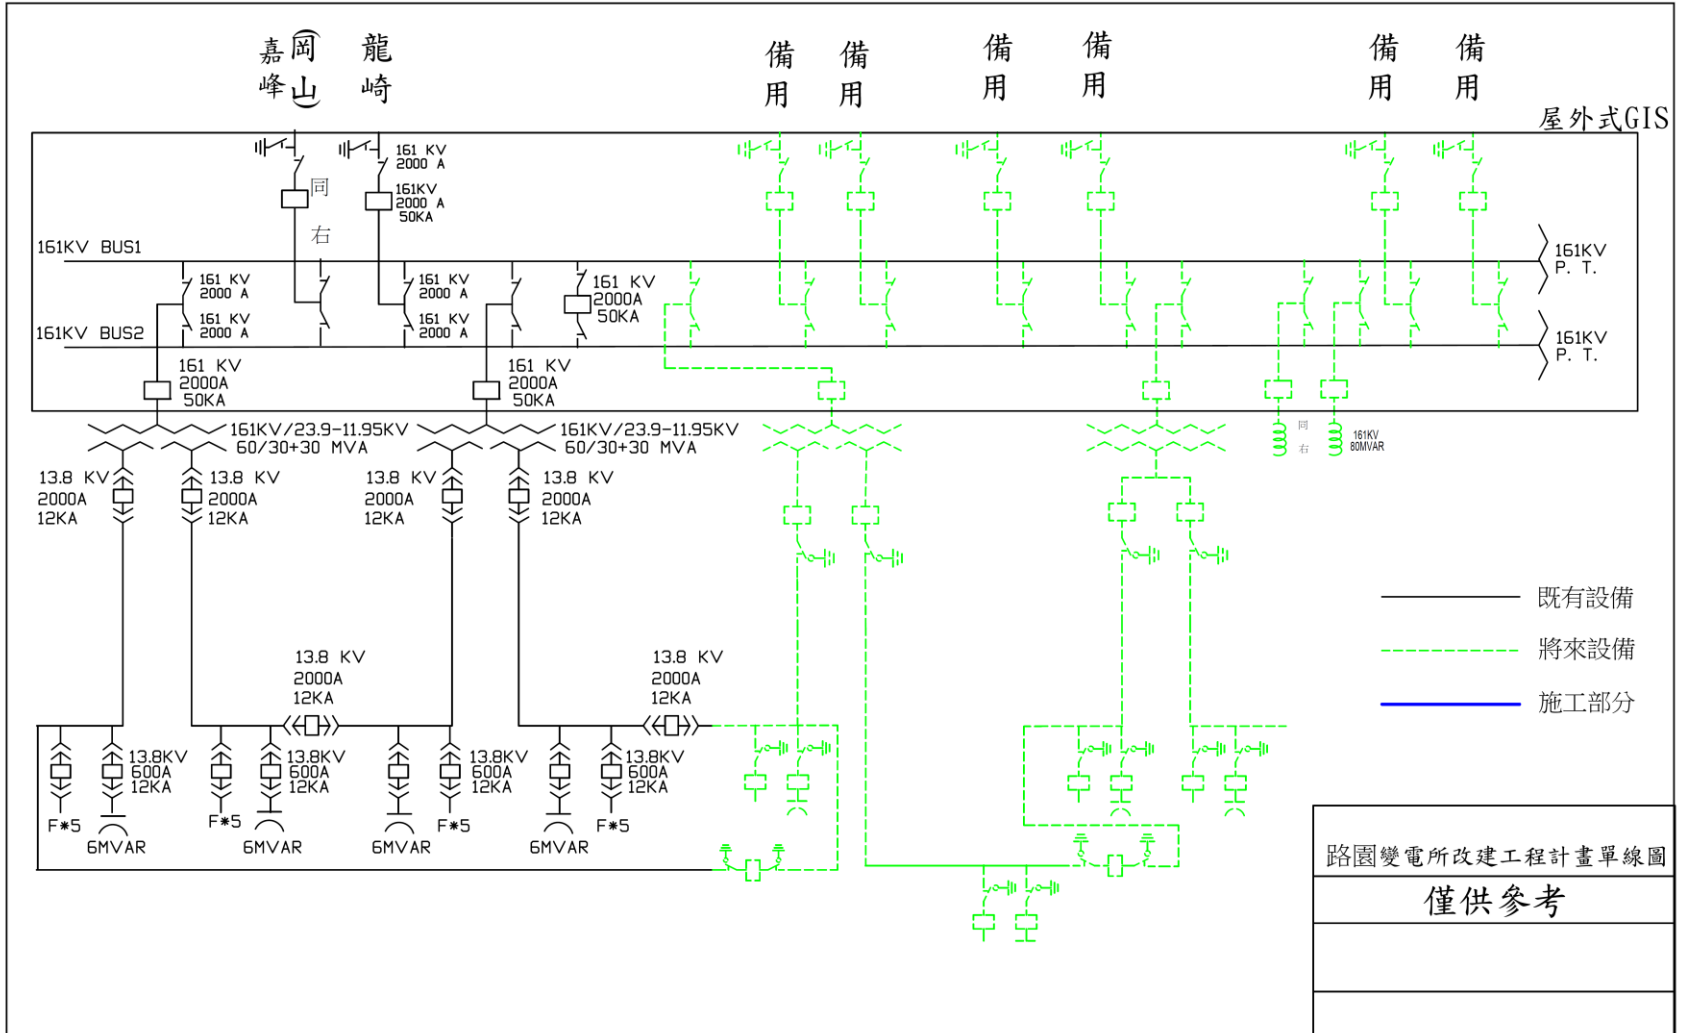 嘉峰
(岡山)
龍崎
備用
備用
備用
備用
備用
備用
屋外式GIS
161 KV
2000 A
同右
161KV
2000 A
50KA
161KV BUS1
161KV
P. T.
161 KV
2000 A
161 KV
2000 A
161 KV
2000A
50KA
161 KV
2000 A
161 KV
2000 A
161KV BUS2
161KV
P. T.
161 KV
2000A
50KA
161 KV
2000A
50KA
161KV/23.9-11.95KV
60/30+30 MVA
161KV/23.9-11.95KV
60/30+30 MVA
同右
161KV
80MVAR
13.8 KV
2000A
12KA
13.8 KV
2000A
12KA
13.8 KV
2000A
12KA
13.8 KV
2000A
12KA
既有設備
將來設備
施工部分
13.8 KV
2000A
12KA
13.8 KV
2000A
12KA
13.8KV
600A
12KA
13.8KV
600A
12KA
13.8KV
600A
12KA
13.8KV
600A
12KA
F*5
6MVAR
F*5
6MVAR
6MVAR
F*5
6MVAR
F*5
路園變電所改建工程計畫單線圖
僅供參考